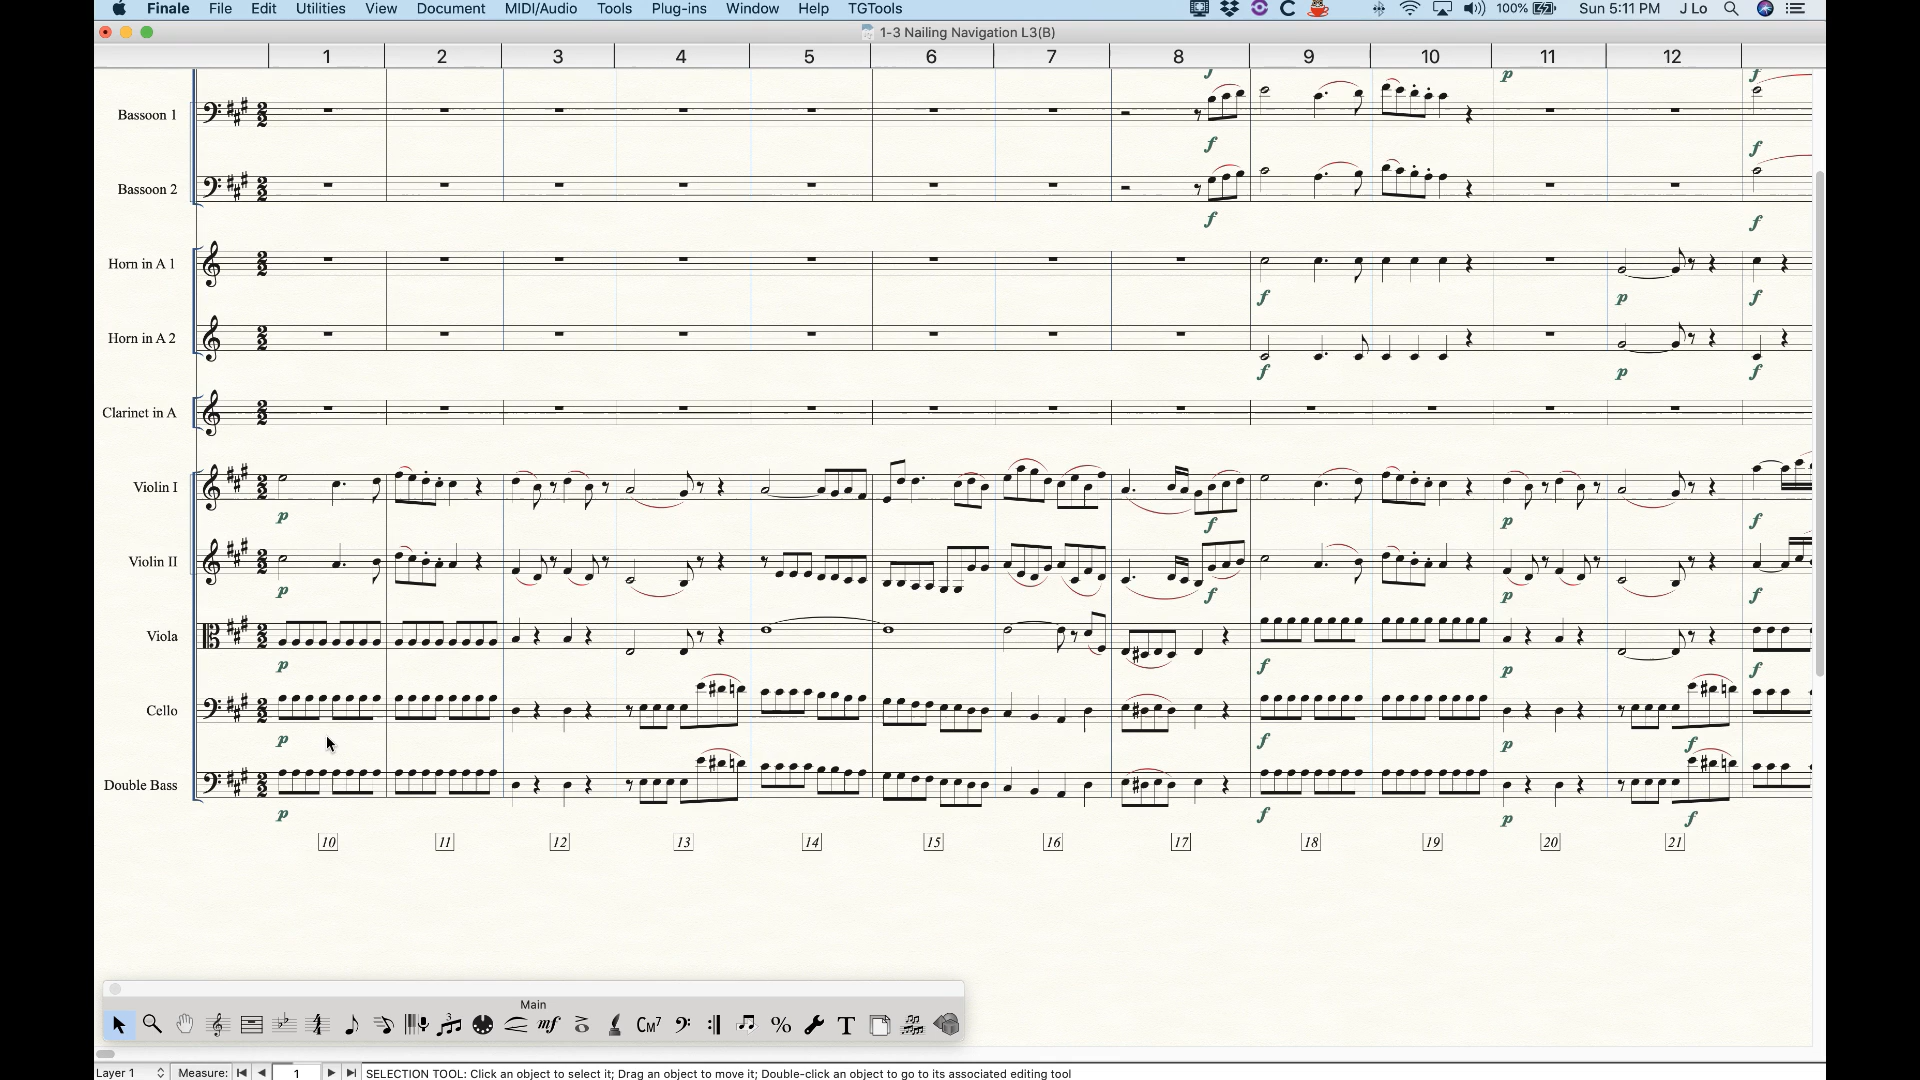 Finale File Edit Utilities View Document MIDI/Audio Tools Plug-ins Window Help TGTools 100% Sun 5:11 PM J Lo
1-3 Nailing Navigation L3(B)
1 2 3 4 5 6 7 8 9 10 11 12
p f
Bassoon 1
f f
Bassoon 2
f f
Horn in A 1
f p f
Horn in A 2
f p f
Clarinet in A
Violin I
p f p f
Violin II
p f p f
Viola
p f p f
Cello
p f p f
Double Bass
p f p f
10 11 12 13 14 15 16 17 18 19 20 21
Main
mf CM7 % T
Layer 1 Measure: 1 SELECTION TOOL: Click an object to select it; Drag an object to move it; Double-click an object to go to its associated editing tool